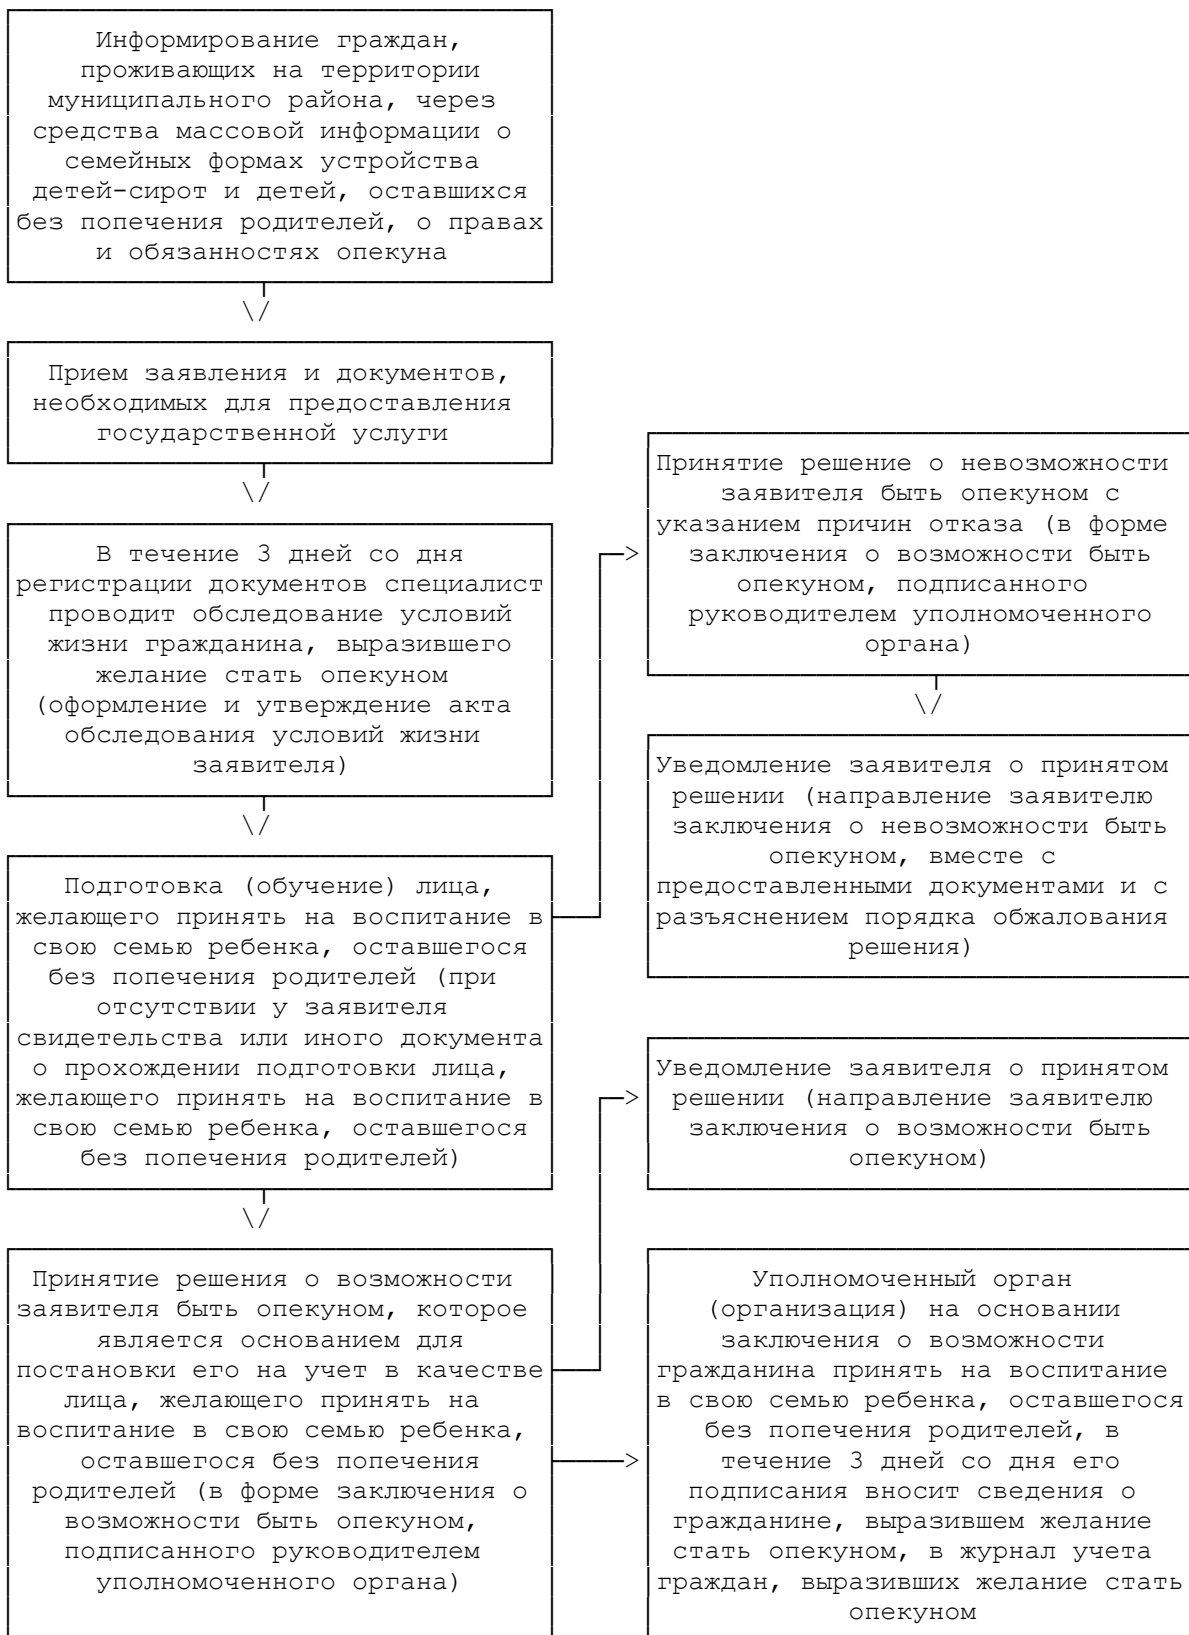 Информирование граждан,
проживающих на территории
муниципального района, через
средства массовой информации о
семейных формах устройства
детей-сирот и детей, оставшихся
без попечения родителей, о правах
и обязанностях опекуна
\/
Прием заявления и документов,
необходимых для предоставления
государственной услуги
\/
В течение 3 дней со дня
регистрации документов специалист
проводит обследование условий
жизни гражданина, выразившего
желание стать опекуном
(оформление и утверждение акта
обследования условий жизни
заявителя)
\/
Подготовка (обучение) лица,
желающего принять на воспитание в
свою семью ребенка, оставшегося
без попечения родителей (при
отсутствии у заявителя
свидетельства или иного документа
о прохождении подготовки лица,
желающего принять на воспитание в
свою семью ребенка, оставшегося
без попечения родителей)
\/
Принятие решения о возможности
заявителя быть опекуном, которое
является основанием для
постановки его на учет в качестве
лица, желающего принять на
воспитание в свою семью ребенка,
оставшегося без попечения
родителей (в форме заключения о
возможности быть опекуном,
подписанного руководителем
уполномоченного органа)
>
Принятие решение о невозможности
заявителя быть опекуном с
указанием причин отказа (в форме
заключения о возможности быть
опекуном, подписанного
руководителем уполномоченного
органа)
\/
Уведомление заявителя о принятом
решении (направление заявителю
заключения о невозможности быть
опекуном, вместе с
предоставленными документами и с
разъяснением порядка обжалования
решения)
>
Уведомление заявителя о принятом
решении (направление заявителю
заключения о возможности быть
опекуном)
>
Уполномоченный орган
(организация) на основании
заключения о возможности
гражданина принять на воспитание
в свою семью ребенка, оставшегося
без попечения родителей, в
течение 3 дней со дня его
подписания вносит сведения о
гражданине, выразившем желание
стать опекуном, в журнал учета
граждан, выразивших желание стать
опекуном